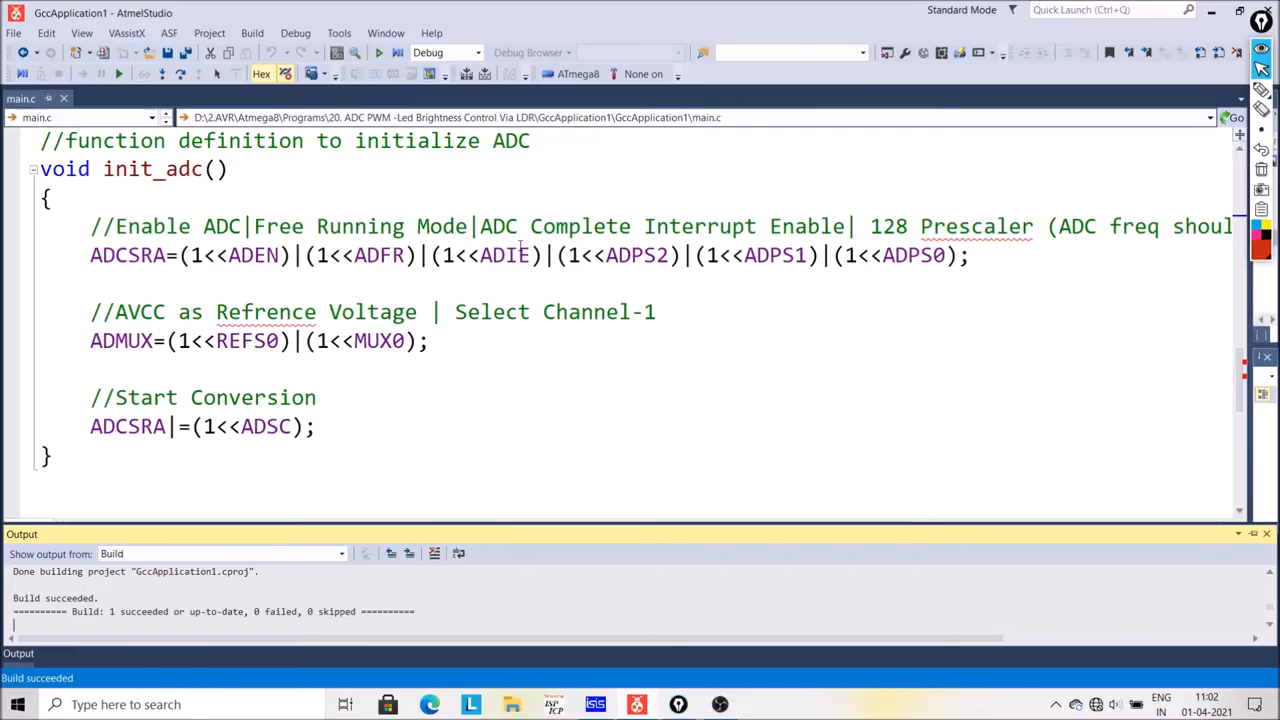 GccApplication1 - AtmelStudio
Standard Mode
Quick Launch (Ctrl+Q)
File Edit View VAssistX ASF Project Build Debug Tools Window Help
Debug
Debug Browser
Hex
ATmega8
None on
main.c
main.c
D:\2.AVR\Atmega8\Programs\20. ADC PWM -Led Brightness Control Via LDR\GccApplication1\GccApplication1\main.c
Go
//function definition to initialize ADC
void init_adc()
{
//Enable ADC|Free Running Mode|ADC Complete Interrupt Enable| 128 Prescaler (ADC freq shoul
ADCSRA=(1<<ADEN)|(1<<ADFR)|(1<<ADIE)|(1<<ADPS2)|(1<<ADPS1)|(1<<ADPS0);
//AVCC as Refrence Voltage | Select Channel-1
ADMUX=(1<<REFS0)|(1<<MUX0);
//Start Conversion
ADCSRA|=(1<<ADSC);
}
Output
Show output from: Build
Done building project "GccApplication1.cproj".
Build succeeded.
========== Build: 1 succeeded or up-to-date, 0 failed, 0 skipped ==========
Output
Build succeeded
Type here to search
L
ISP
ICP
ISIS
ENG
IN
11:02
01-04-2021